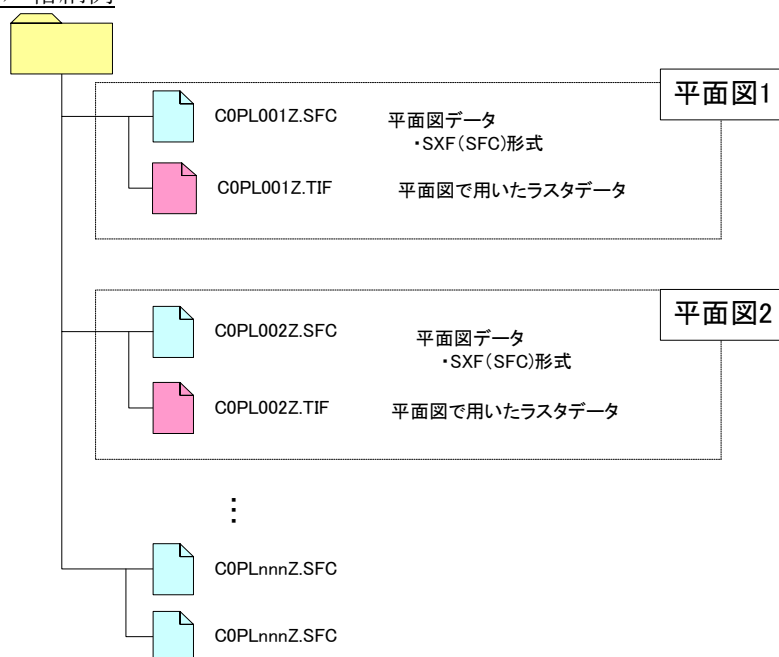 平面図1
C0PL001Z.SFC 平面図データ
・SXF(SFC)形式
C0PL001Z.TIF 平面図で用いたラスタデータ
平面図2
C0PL002Z.SFC 平面図データ
・SXF(SFC)形式
C0PL002Z.TIF 平面図で用いたラスタデータ
⋮
C0PLnnnZ.SFC
C0PLnnnZ.SFC